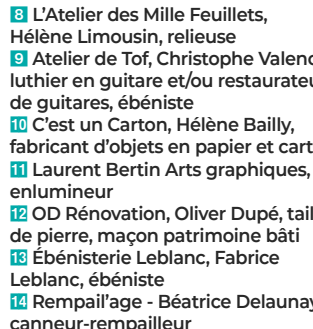 8 L'Atelier des Mille Feuillets,
Hélène Limousin, relieuse
9 Atelier de Tof, Christophe Valenc
luthier en guitare et/ou restaurateu
de guitares, ébéniste
10 C'est un Carton, Hélène Bailly,
fabricant d'objets en papier et cart
11 Laurent Bertin Arts graphiques,
enlumineur
12 OD Rénovation, Oliver Dupé, tail
de pierre, maçon patrimoine bâti
13 Ébénisterie Leblanc, Fabrice
Leblanc, ébéniste
14 Rempail'age - Béatrice Delaunay
canneur-rempailleur